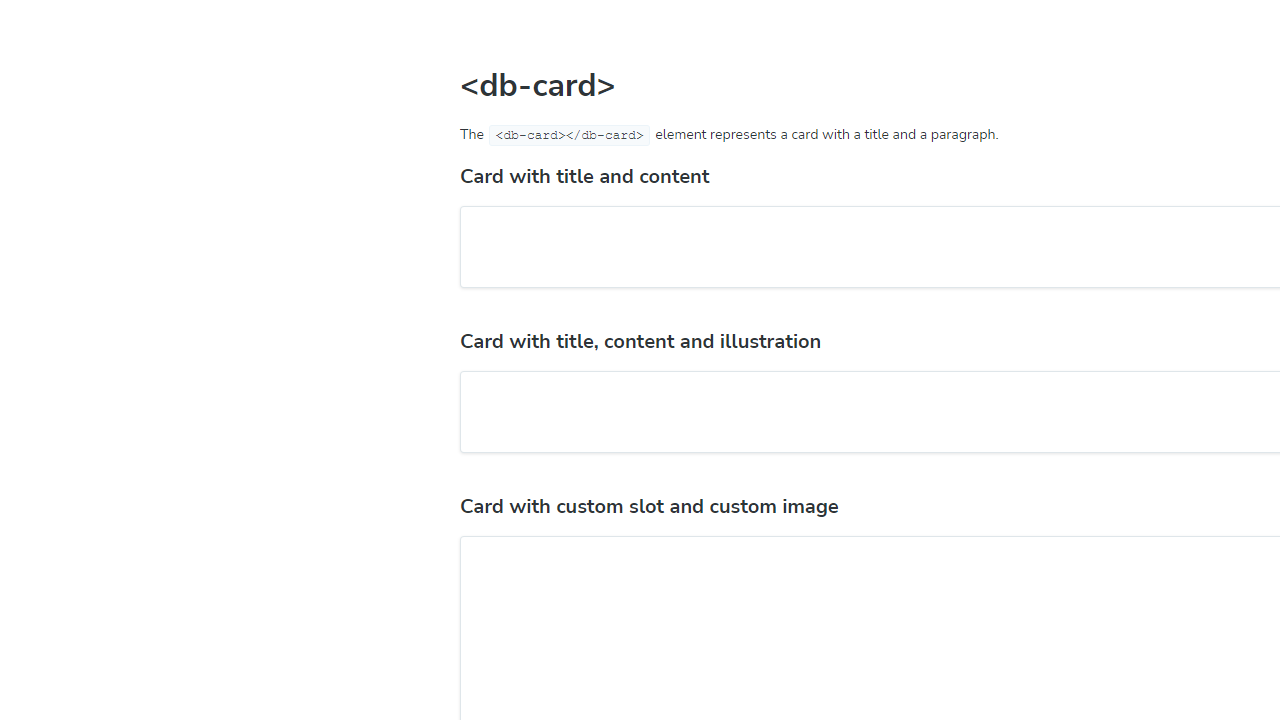 <db-card>
The <db-card></db-card> element represents a card with a title and a paragraph.
Card with title and content
Card with title, content and illustration
Card with custom slot and custom image